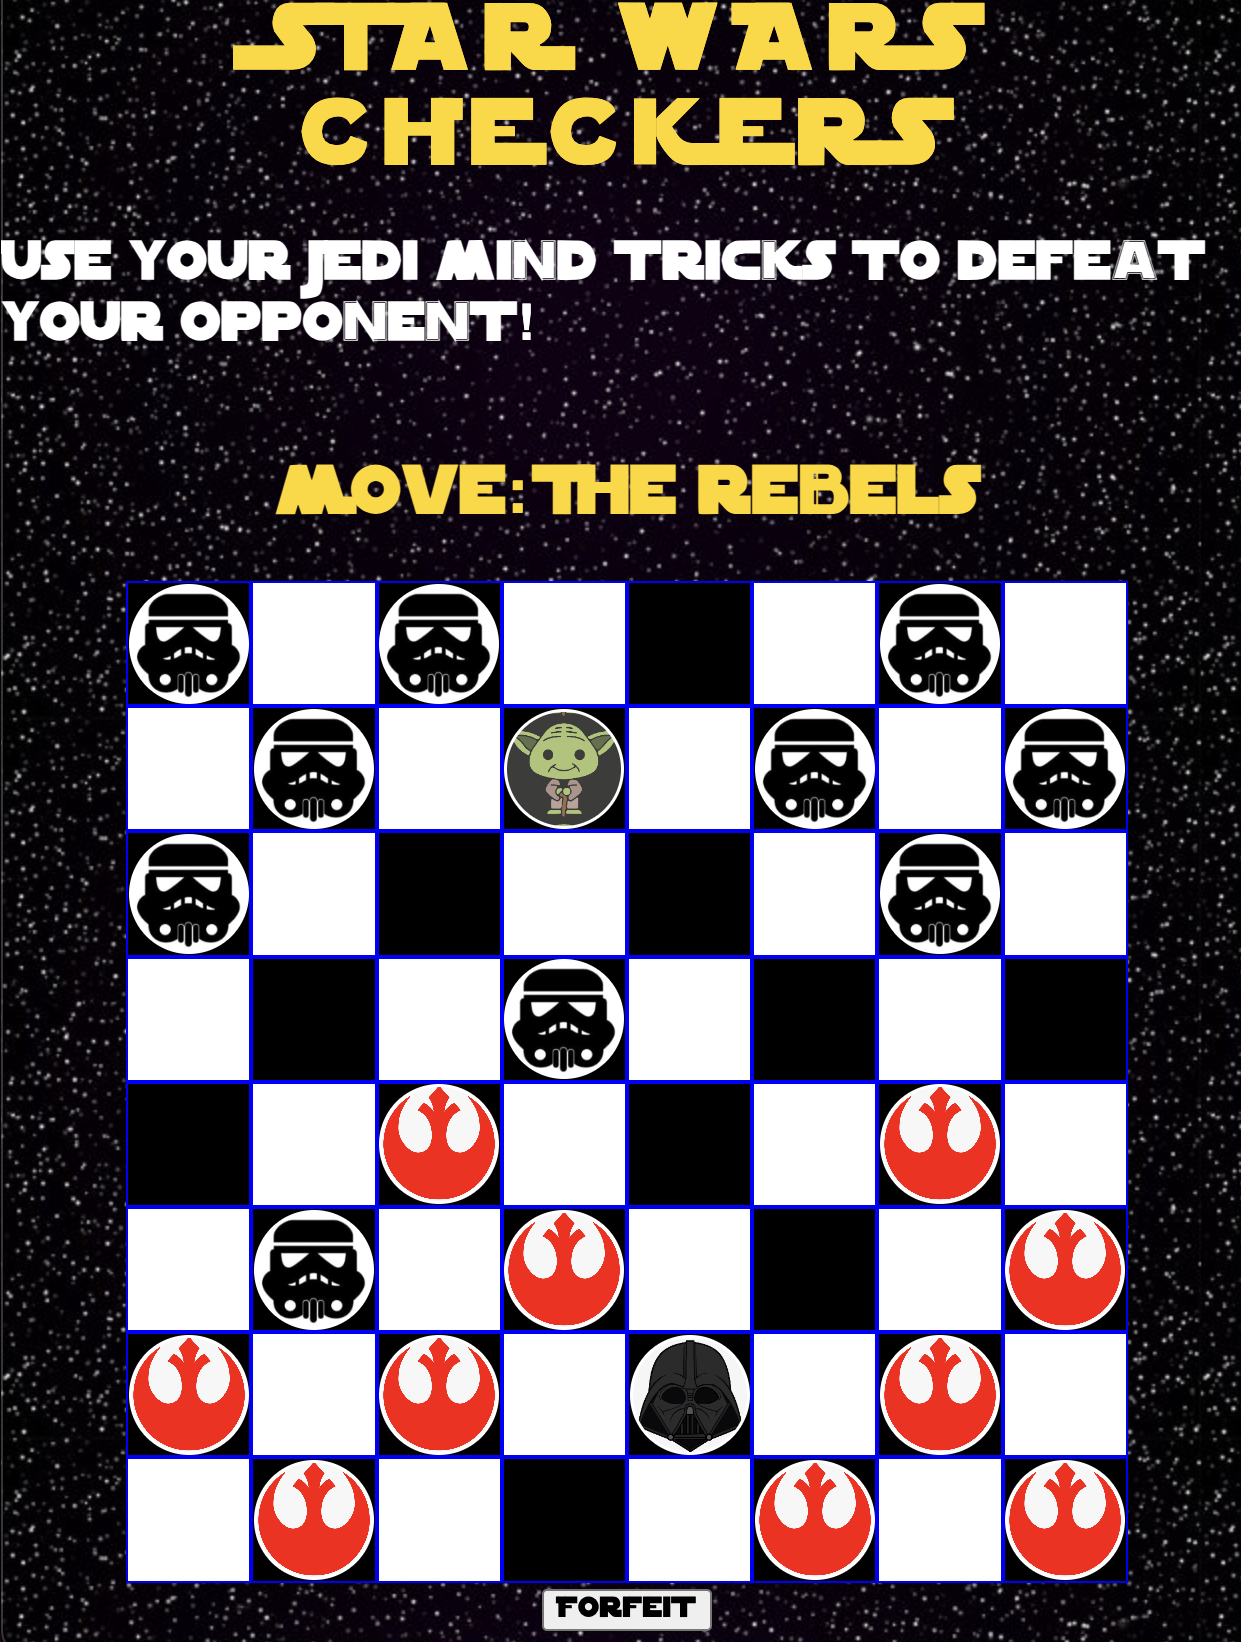 STAR WARS
CHECKERS
USE YOUR JEDI MIND TRICKS TO DEFEAT
YOUR OPPONENT!
MOVE: THE REBELS
FORFEIT